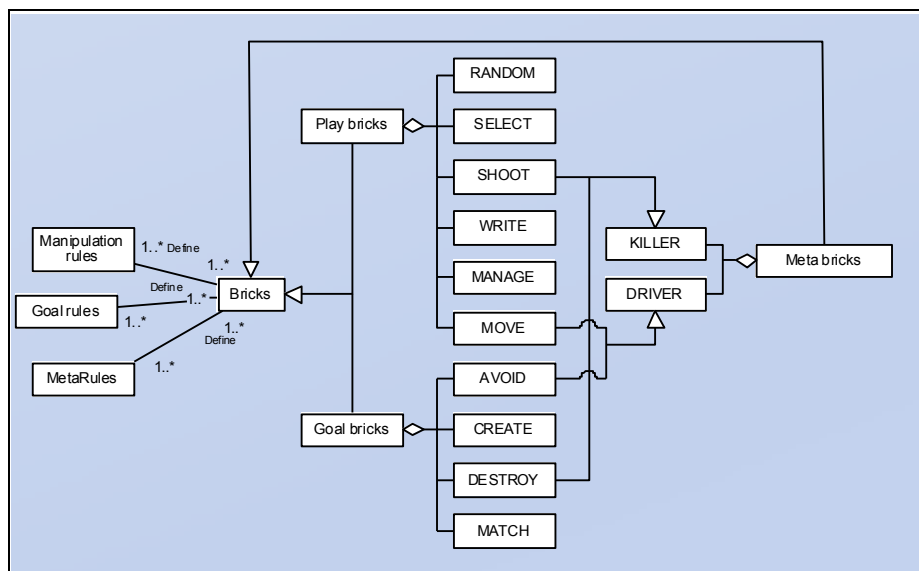 RANDOM
Play bricks
SELECT
SHOOT
WRITE
MANAGE
MOVE
Manipulation
rules
1..* Define
1..*
Goal rules
Define
1..*
1..*
MetaRules
1..*
Define
1..*
Bricks
KILLER
DRIVER
Meta bricks
AVOID
Goal bricks
CREATE
DESTROY
MATCH